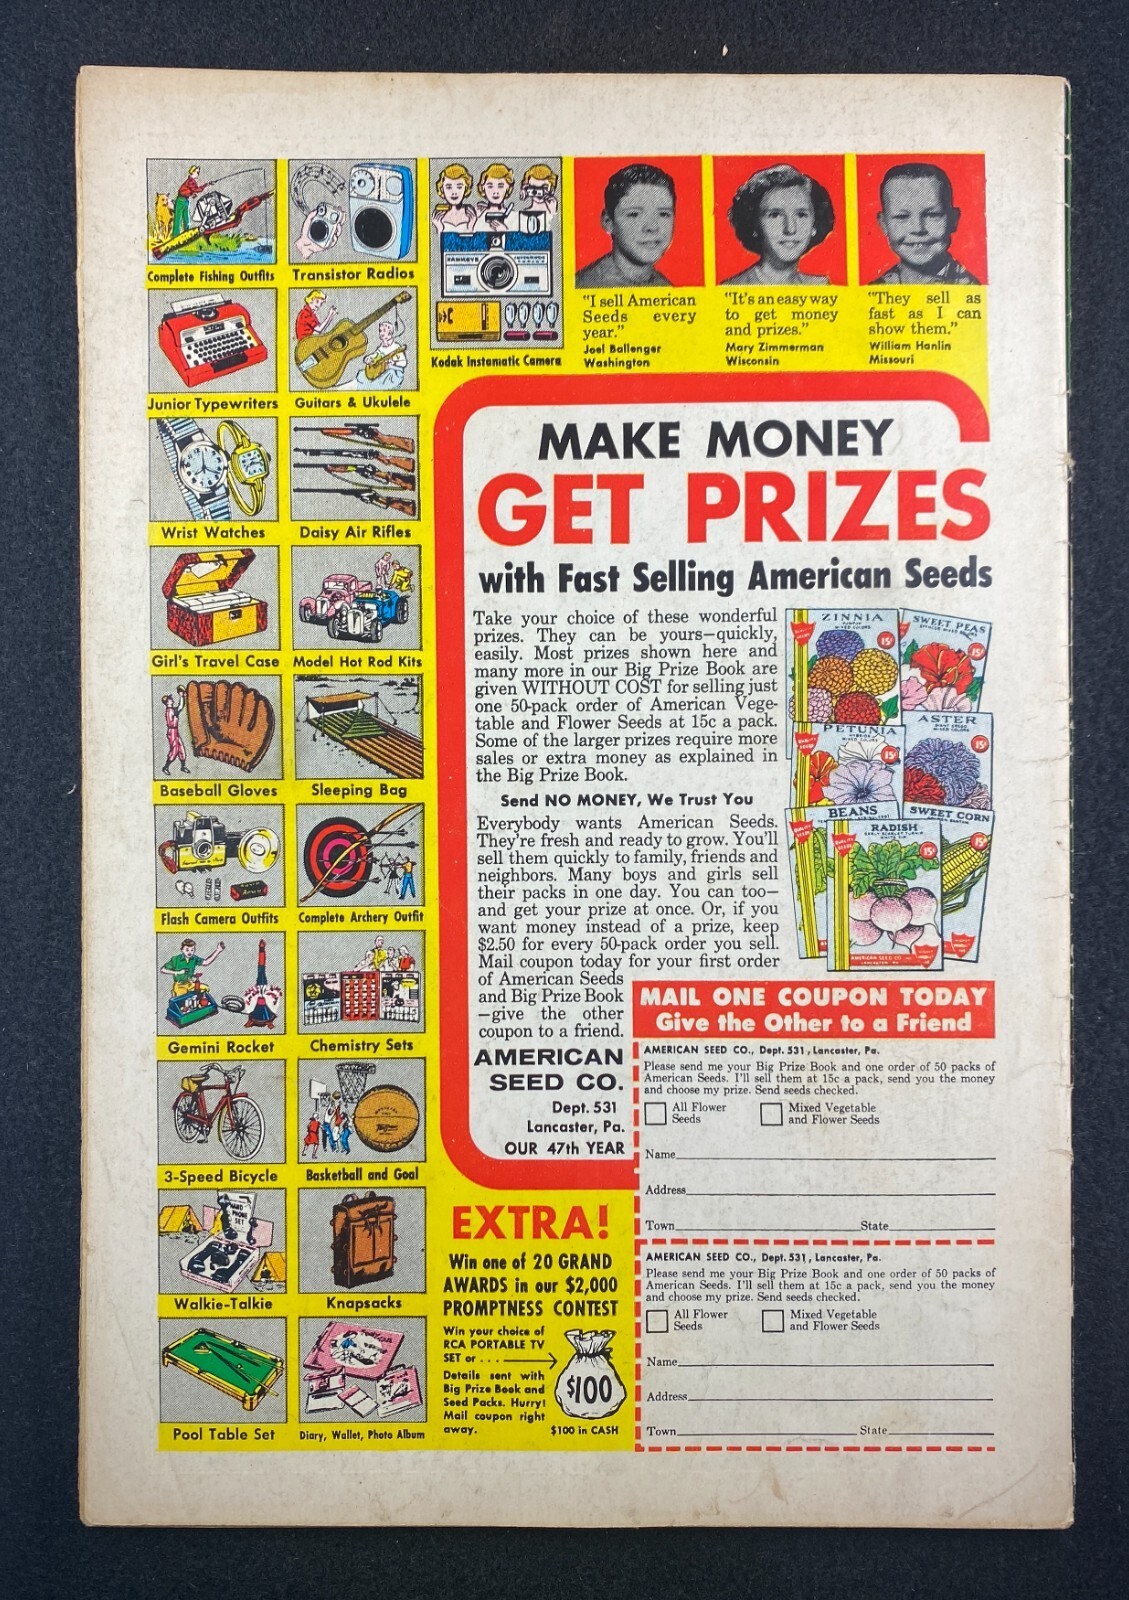 Complete Fishing Outfits
Transistor Radios
Kodak Instamatic Camera
Junior Typewriters
Guitars & Ukulele
Wrist Watches
Daisy Air Rifles
Girl's Travel Case
Model Hot Rod Kits
Baseball Gloves
Sleeping Bag
Flash Camera Outfits
Complete Archery Outfit
Gemini Rocket
Chemistry Sets
3-Speed Bicycle
Basketball and Goal
HAND
PHONE
SET
Walkie-Talkie
Knapsacks
Pool Table Set
Diary, Wallet, Photo Album
"I sell American
Seeds every
year."
Joel Ballenger
Washington
"It's an easy way
to get money
and prizes."
Mary Zimmerman
Wisconsin
"They sell as
fast as I can
show them."
William Hanlin
Missouri
MAKE MONEY
GET PRIZES
with Fast Selling American Seeds
Take your choice of these wonderful
prizes. They can be yours—quickly,
easily. Most prizes shown here and
many more in our Big Prize Book are
given WITHOUT COST for selling just
one 50-pack order of American Vege-
table and Flower Seeds at 15c a pack.
Some of the larger prizes require more
sales or extra money as explained in
the Big Prize Book.
Send NO MONEY, We Trust You
Everybody wants American Seeds.
They're fresh and ready to grow. You'll
sell them quickly to family, friends and
neighbors. Many boys and girls sell
their packs in one day. You can too—
and get your prize at once. Or, if you
want money instead of a prize, keep
$2.50 for every 50-pack order you sell.
Mail coupon today for your first order
of American Seeds
and Big Prize Book
—give the other
coupon to a friend.
AMERICAN
SEED CO.
Dept. 531
Lancaster, Pa.
OUR 47th YEAR
ZINNIA
MIXED COLORS
15¢
SWEET PEAS
15¢
PETUNIA
MIXED COLORS
15¢
ASTER
MIXED COLORS
15¢
BEANS
SWEET CORN
RADISH
15¢
AMERICAN SEED CO
MAIL ONE COUPON TODAY
Give the Other to a Friend
AMERICAN SEED CO., Dept. 531, Lancaster, Pa.
Please send me your Big Prize Book and one order of 50 packs of
American Seeds. I'll sell them at 15c a pack, send you the money
and choose my prize. Send seeds checked.
All Flower
Seeds
Mixed Vegetable
and Flower Seeds
Name
Address
Town State
AMERICAN SEED CO., Dept. 531, Lancaster, Pa.
Please send me your Big Prize Book and one order of 50 packs of
American Seeds. I'll sell them at 15c a pack, send you the money
and choose my prize. Send seeds checked.
All Flower
Seeds
Mixed Vegetable
and Flower Seeds
Name
Address
Town State
EXTRA!
Win one of 20 GRAND
AWARDS in our $2,000
PROMPTNESS CONTEST
Win your choice of
RCA PORTABLE TV
SET or . . .
Details sent with
Big Prize Book and
Seed Packs. Hurry!
Mail coupon right
away.
$100
$100 in CASH